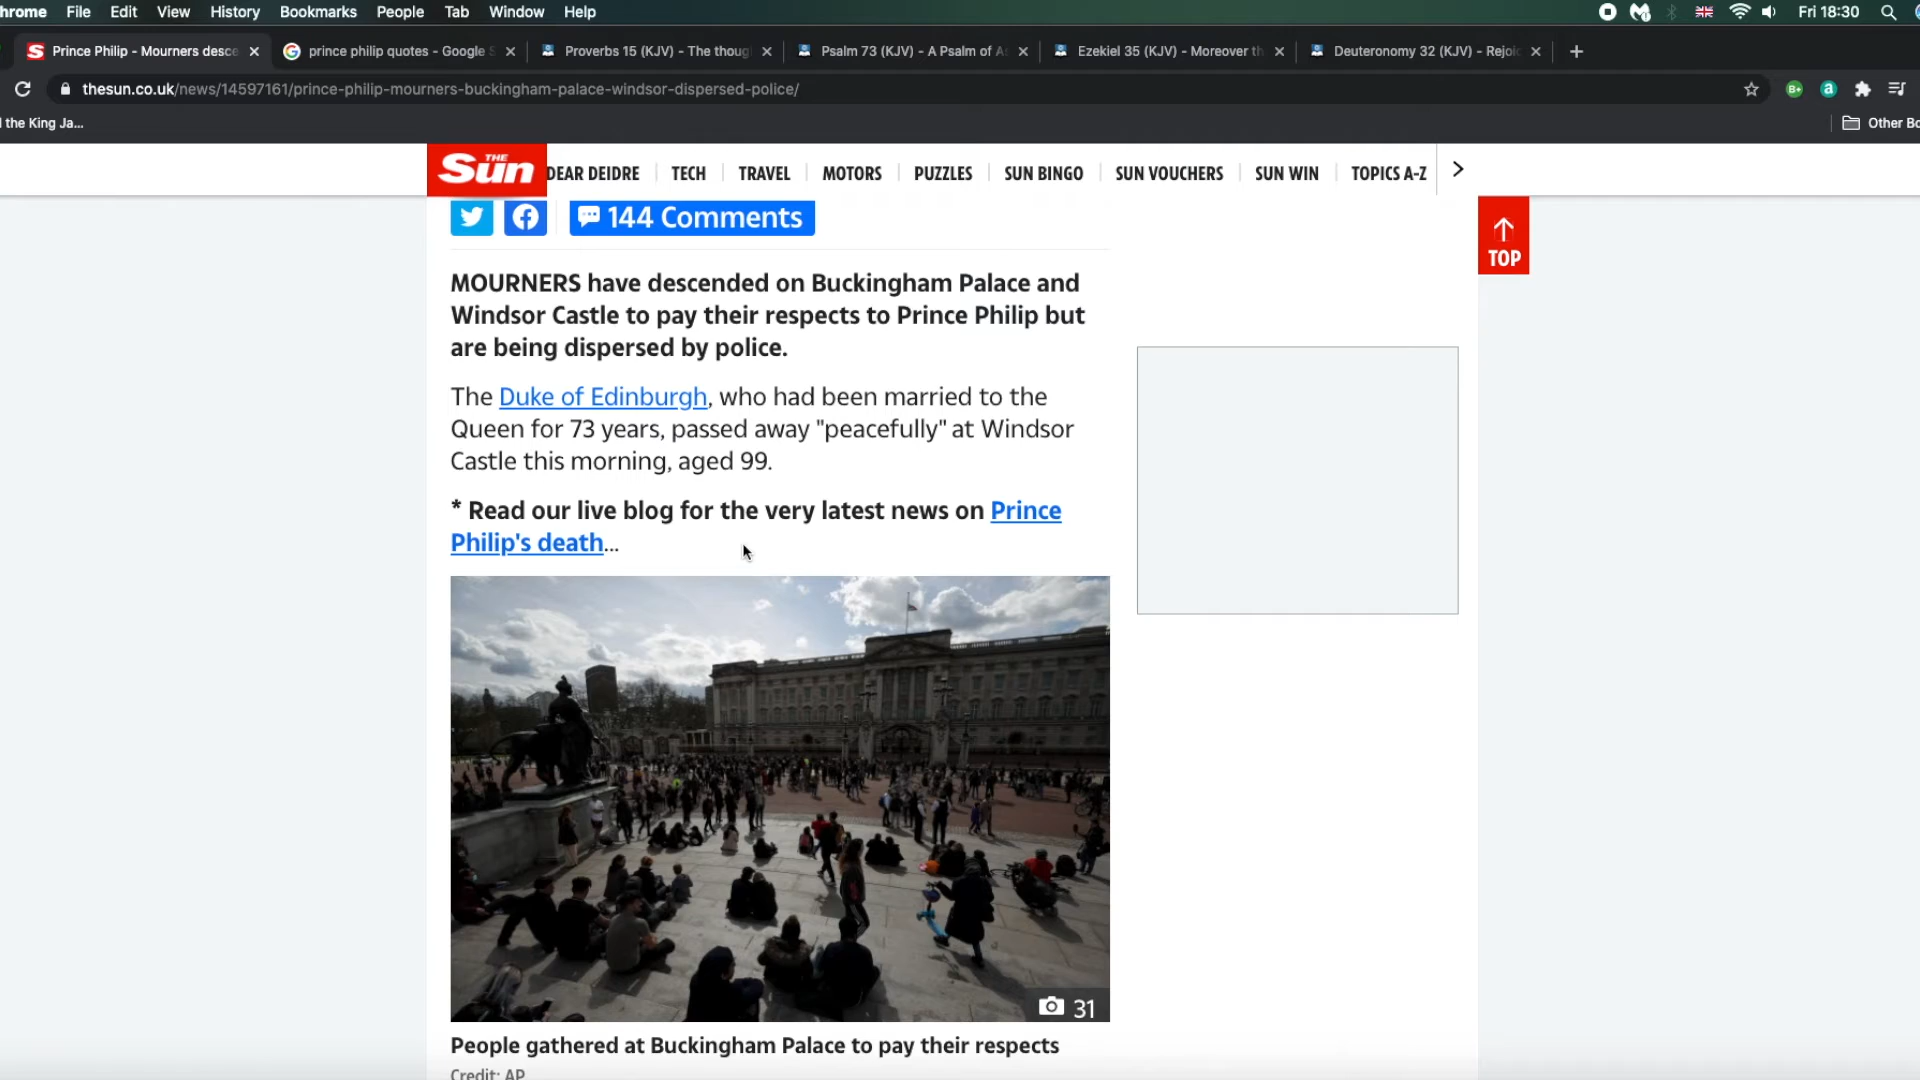 hrome File Edit View History Bookmarks People Tab Window Help Fri 18:30
Prince Philip - Mourners desce prince philip quotes - Google S Proverbs 15 (KJV) - The thoug Psalm 73 (KJV) - A Psalm of As Ezekiel 35 (KJV) - Moreover th Deuteronomy 32 (KJV) - Rejoic
thesun.co.uk/news/14597161/prince-philip-mourners-buckingham-palace-windsor-dispersed-police/
the King Ja... Other Bo
THE Sun DEAR DEIDRE TECH TRAVEL MOTORS PUZZLES SUN BINGO SUN VOUCHERS SUN WIN TOPICS A-Z
144 Comments
TOP
MOURNERS have descended on Buckingham Palace and
Windsor Castle to pay their respects to Prince Philip but
are being dispersed by police.
The Duke of Edinburgh, who had been married to the
Queen for 73 years, passed away "peacefully" at Windsor
Castle this morning, aged 99.
* Read our live blog for the very latest news on Prince
Philip's death...
31
People gathered at Buckingham Palace to pay their respects
Credit: AP